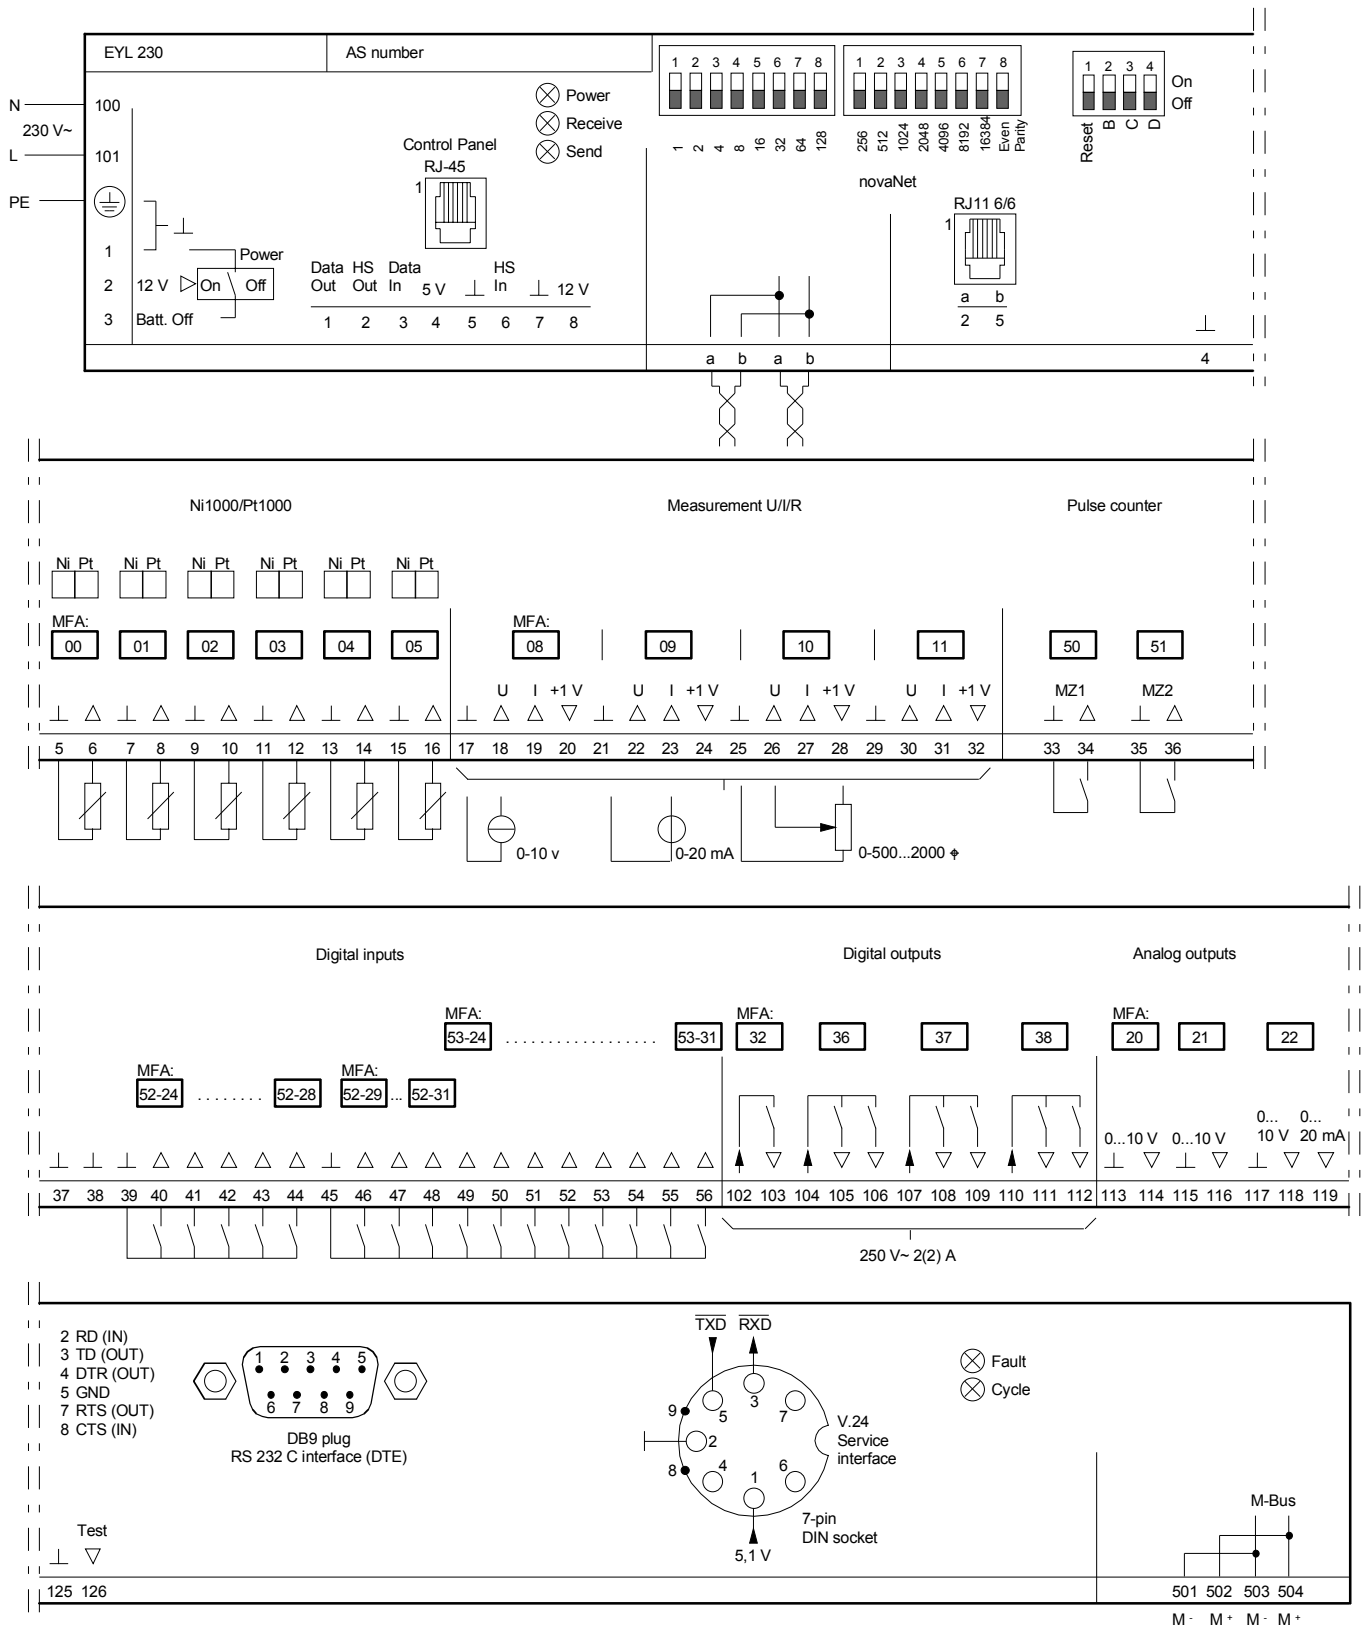 EYL 230 AS number
1 2 3 4 5 6 7 8
1 2 3 4 5 6 7 8
1 2 3 4
On
Off
N 100
230 V~
L 101
PE
Power
Receive
Send
1 2 4 8 16 32 64 128
256 512 1024 2048 4096 8192 16384 Even Parity
Reset B C D
Control Panel
RJ-45
1
novaNet
RJ11 6/6
1
a b
2 5
1
Power
2 12 V On Off
3 Batt. Off
Data Out HS Out Data In 5 V HS In 12 V
1 2 3 4 5 6 7 8
a b a b
4
Ni1000/Pt1000 Measurement U/I/R Pulse counter
Ni Pt Ni Pt Ni Pt Ni Pt Ni Pt Ni Pt
MFA: MFA:
00 01 02 03 04 05 08 09 10 11 50 51
U I +1 V U I +1 V U I +1 V U I +1 V MZ1 MZ2
5 6 7 8 9 10 11 12 13 14 15 16 17 18 19 20 21 22 23 24 25 26 27 28 29 30 31 32 33 34 35 36
0-10 v 0-20 mA 0-500...2000 ⌽
Digital inputs Digital outputs Analog outputs
MFA: MFA: MFA:
53-24 .................. 53-31 32 36 37 38 20 21 22
MFA: MFA:
52-24 ........ 52-28 52-29 ... 52-31
0...10 V 0...10 V 0... 10 V 0... 20 mA
37 38 39 40 41 42 43 44 45 46 47 48 49 50 51 52 53 54 55 56 102 103 104 105 106 107 108 109 110 111 112 113 114 115 116 117 118 119
250 V~ 2(2) A
2 RD (IN)
3 TD (OUT)
4 DTR (OUT)
5 GND
7 RTS (OUT)
8 CTS (IN)
1 2 3 4 5
6 7 8 9
DB9 plug
RS 232 C interface (DTE)
TXD RXD
3
5 7
9
2
8
4 6
1
V.24
Service
interface
7-pin
DIN socket
5,1 V
Fault
Cycle
M-Bus
Test
125 126
501 502 503 504
M - M + M - M +